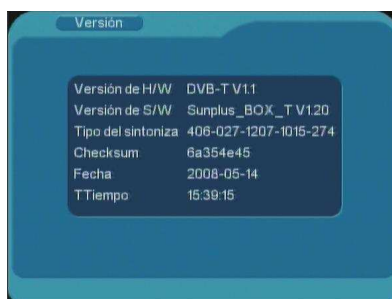 Versión
Versión de H/W DVB-T V1.1
Versión de S/W Sunplus_BOX_T V1.20
Tipo del sintoniza 406-027-1207-1015-274
Checksum 6a354e45
Fecha 2008-05-14
TTiempo 15:39:15